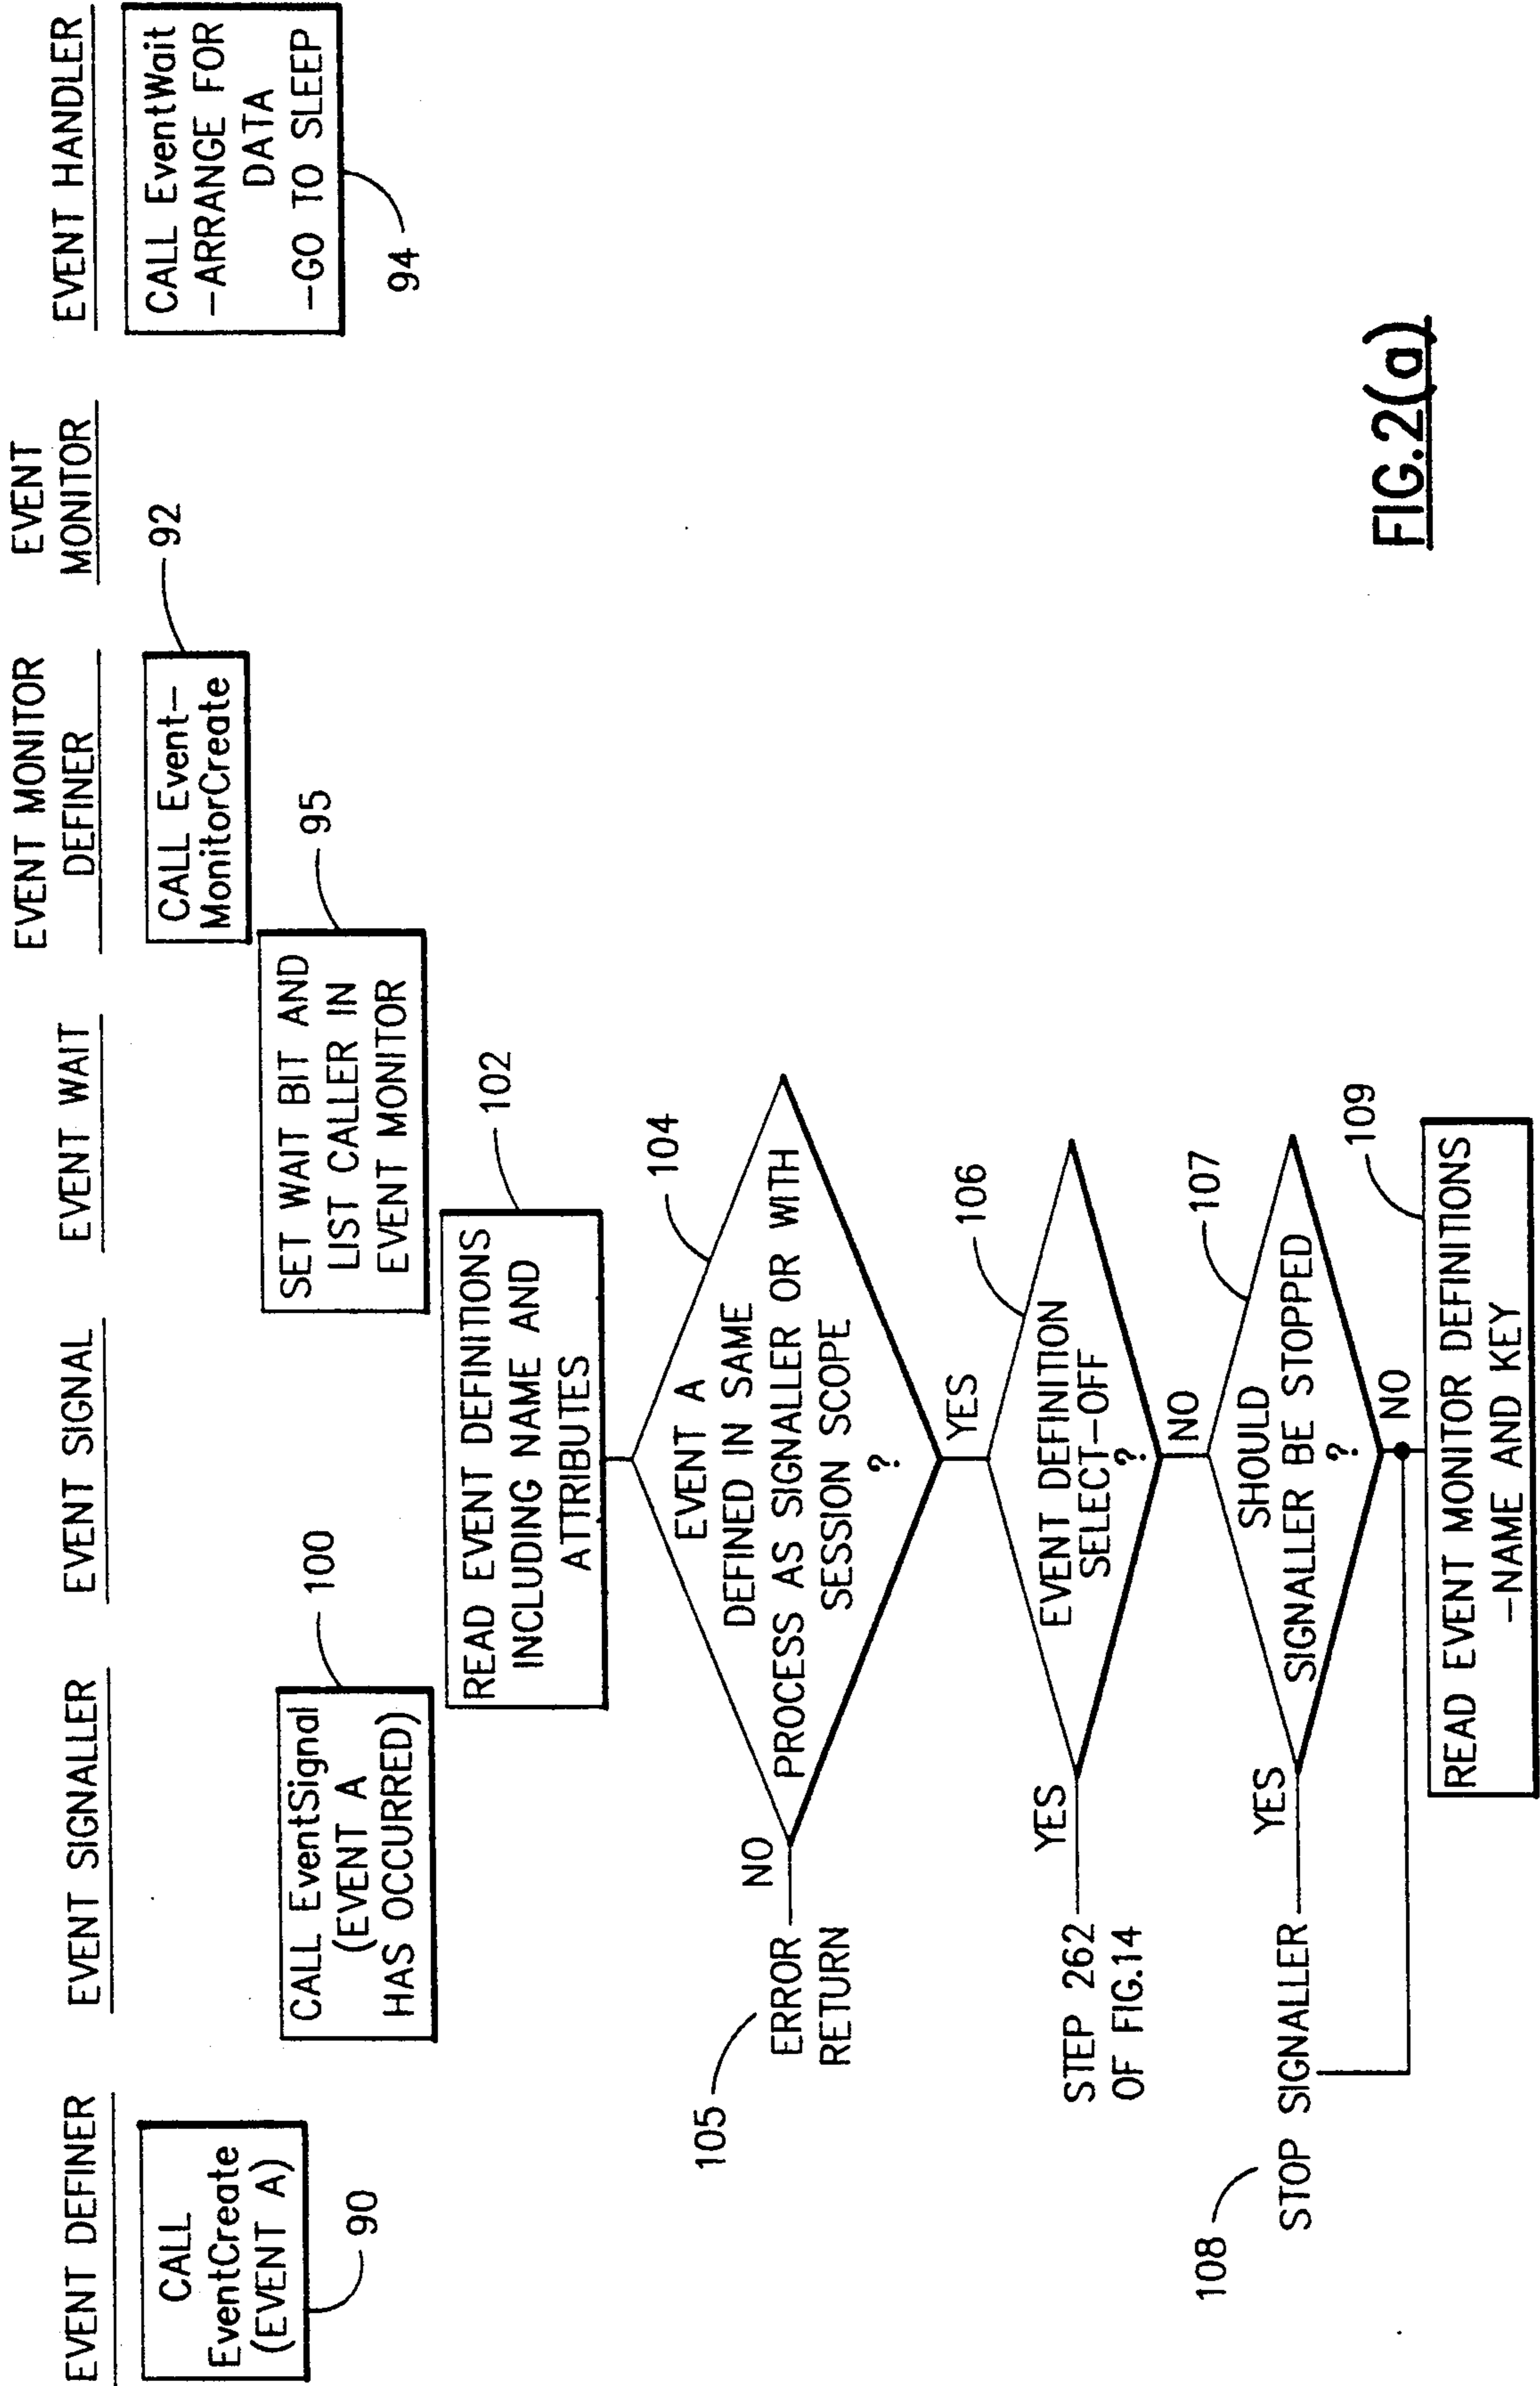 EVENT DEFINER
EVENT SIGNALLER
EVENT SIGNAL
EVENT WAIT
EVENT MONITOR
DEFINER
EVENT
MONITOR
EVENT HANDLER
CALL
EventCreate
(EVENT A)
90
CALL Event-
MonitorCreate
92
CALL EventWait
-ARRANGE FOR
DATA
-GO TO SLEEP
94
SET WAIT BIT AND
LIST CALLER IN
EVENT MONITOR
95
CALL EventSignal
(EVENT A
HAS OCCURRED)
100
READ EVENT DEFINITIONS
INCLUDING NAME AND
ATTRIBUTES
102
EVENT A
DEFINED IN SAME
PROCESS AS SIGNALLER OR WITH
SESSION SCOPE
?
104
NO
ERROR
RETURN
105
YES
EVENT DEFINITION
SELECT-OFF
?
106
YES
STEP 262
OF FIG.14
NO
SHOULD
SIGNALLER BE STOPPED
?
107
YES
STOP SIGNALLER
108
NO
READ EVENT MONITOR DEFINITIONS
-NAME AND KEY
109
FIG.2(a)